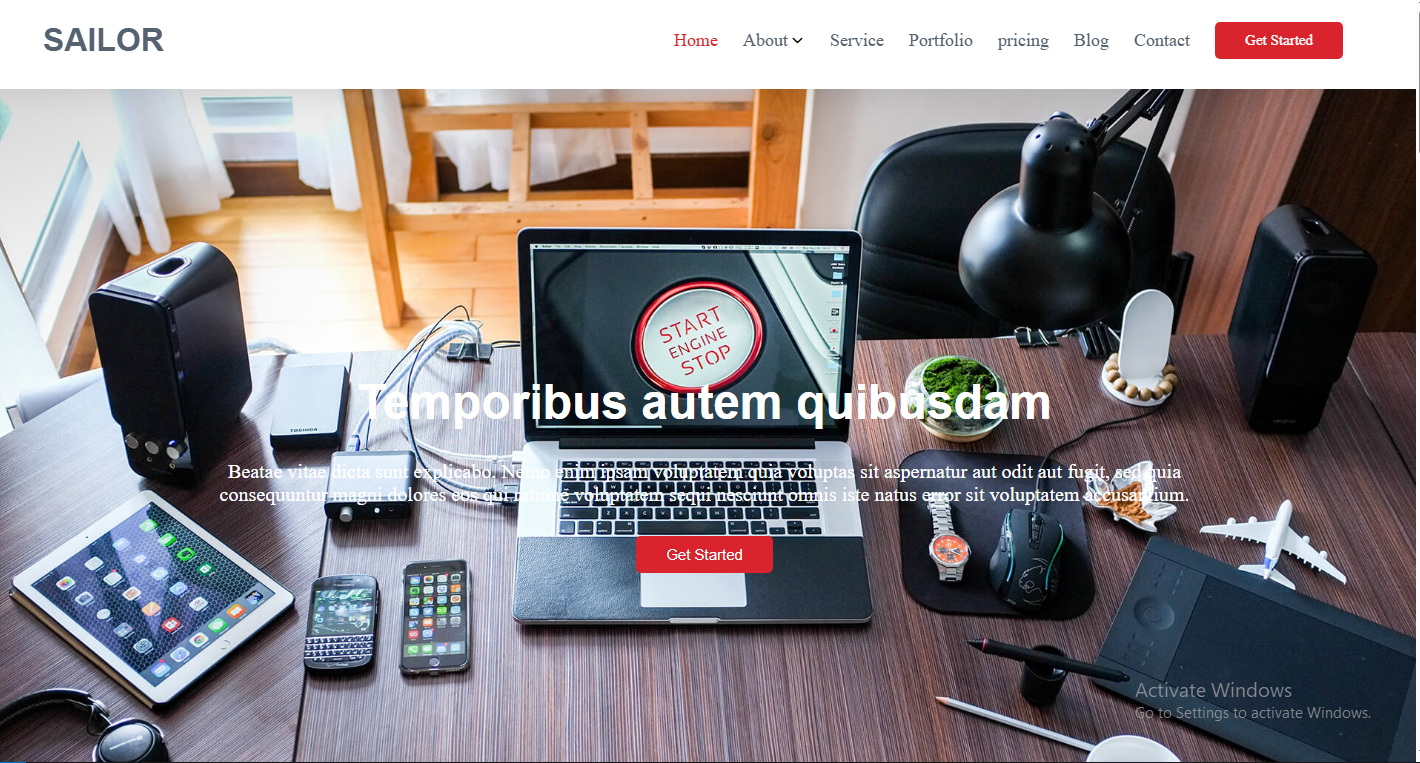 SAILOR
Home About Service Portfolio pricing Blog Contact Get Started
START
ENGINE
STOP
Temporibus autem quibusdam
TOSHIBA
Beatae vitae dicta sunt explicabo. Nemo enim ipsam voluptatem quia voluptas sit aspernatur aut odit aut fugit, sed quia
consequuntur magni dolores eos qui ratione voluptatem sequi nesciunt omnis iste natus error sit voluptatem accusantium.
Get Started
Activate Windows
Go to Settings to activate Windows.